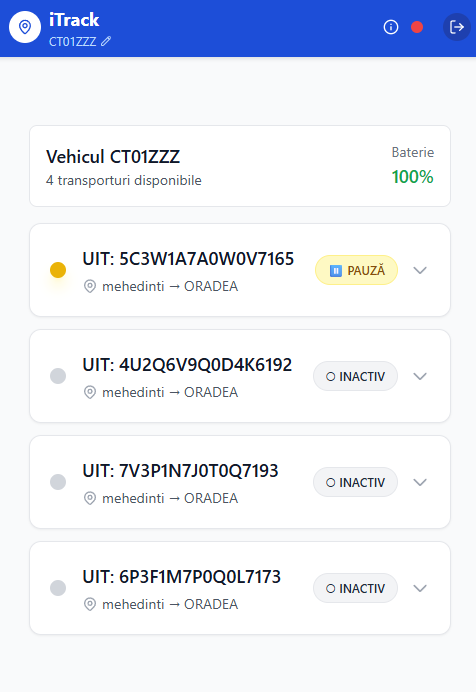 iTrack
CT01ZZZ
Vehicul CT01ZZZ
Baterie
4 transporturi disponibile
100%
UIT: 5C3W1A7A0W0V7165
mehedinti → ORADEA
⏸ PAUZĂ
UIT: 4U2Q6V9Q0D4K6192
mehedinti → ORADEA
○ INACTIV
UIT: 7V3P1N7J0T0Q7193
mehedinti → ORADEA
○ INACTIV
UIT: 6P3F1M7P0Q0L7173
mehedinti → ORADEA
○ INACTIV